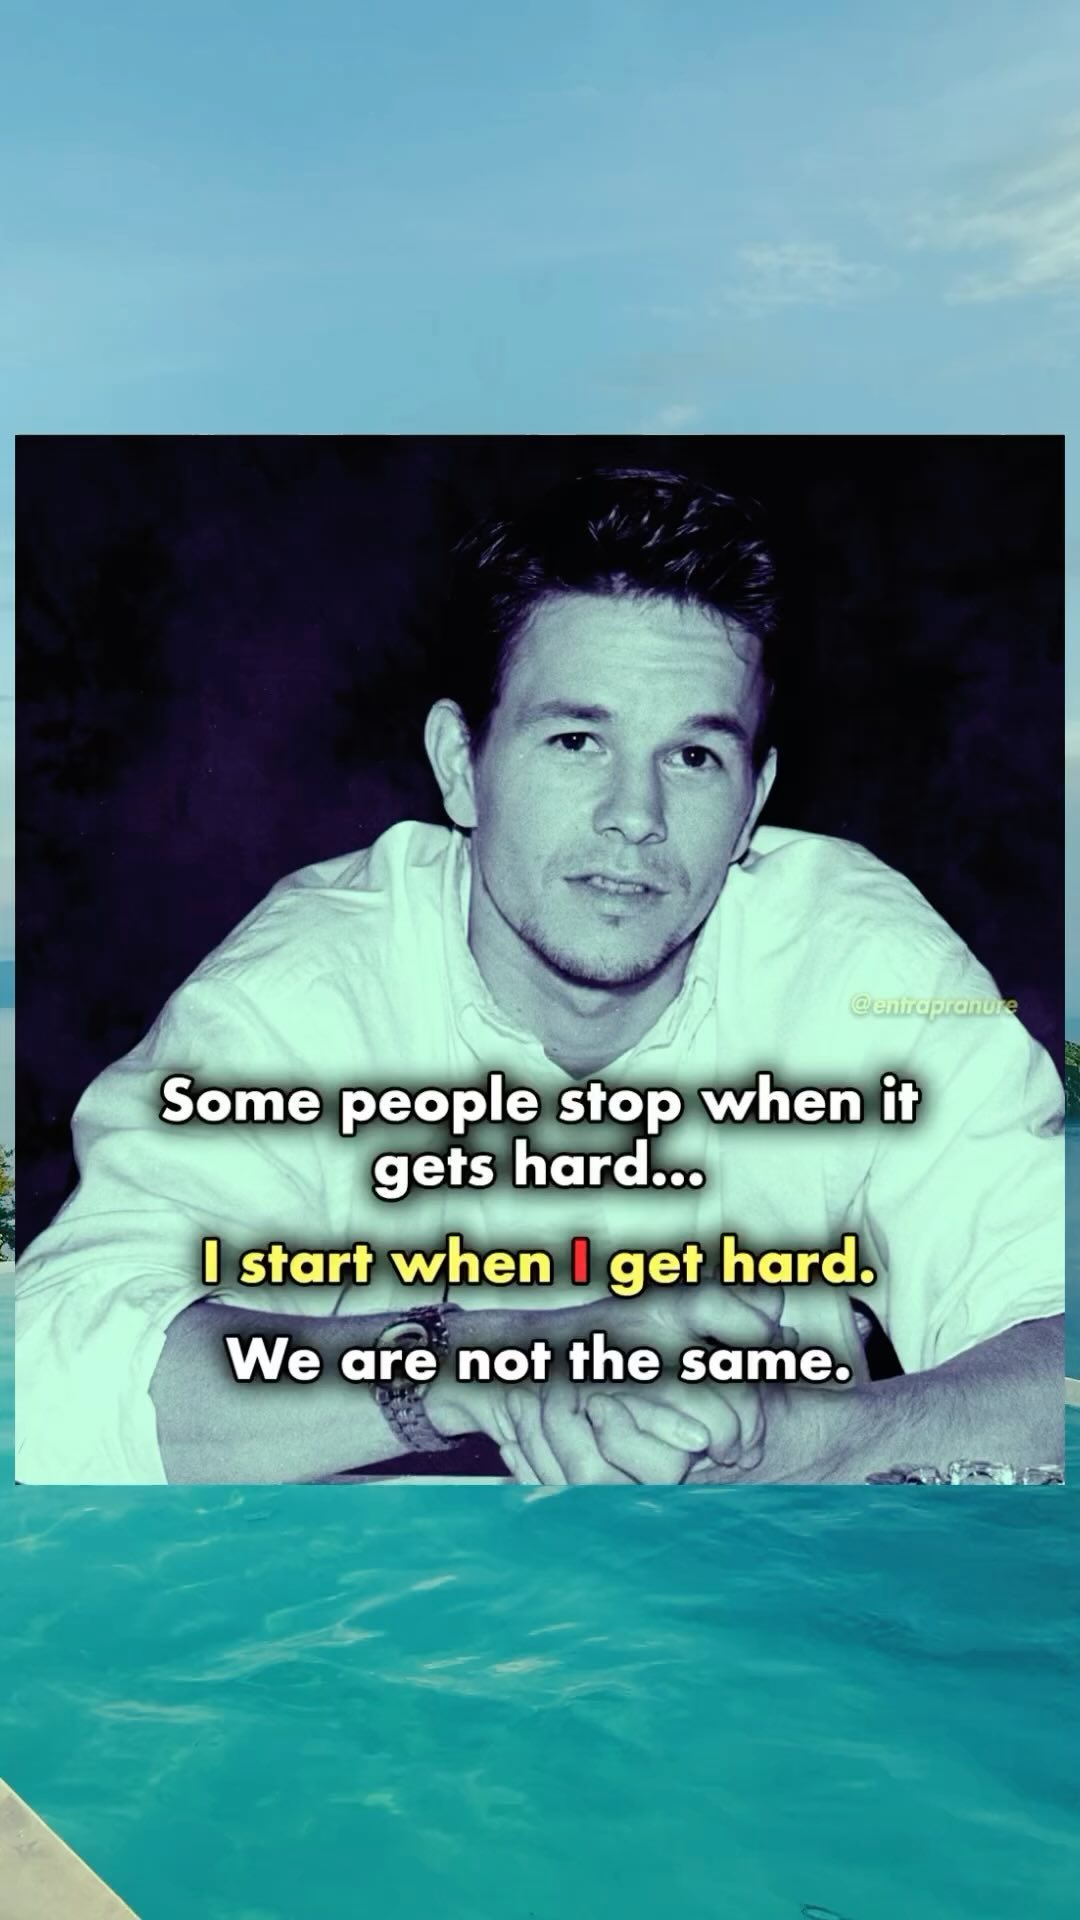 @entrapranure
Some people stop when it
gets hard...
I start when I get hard.
We are not the same.